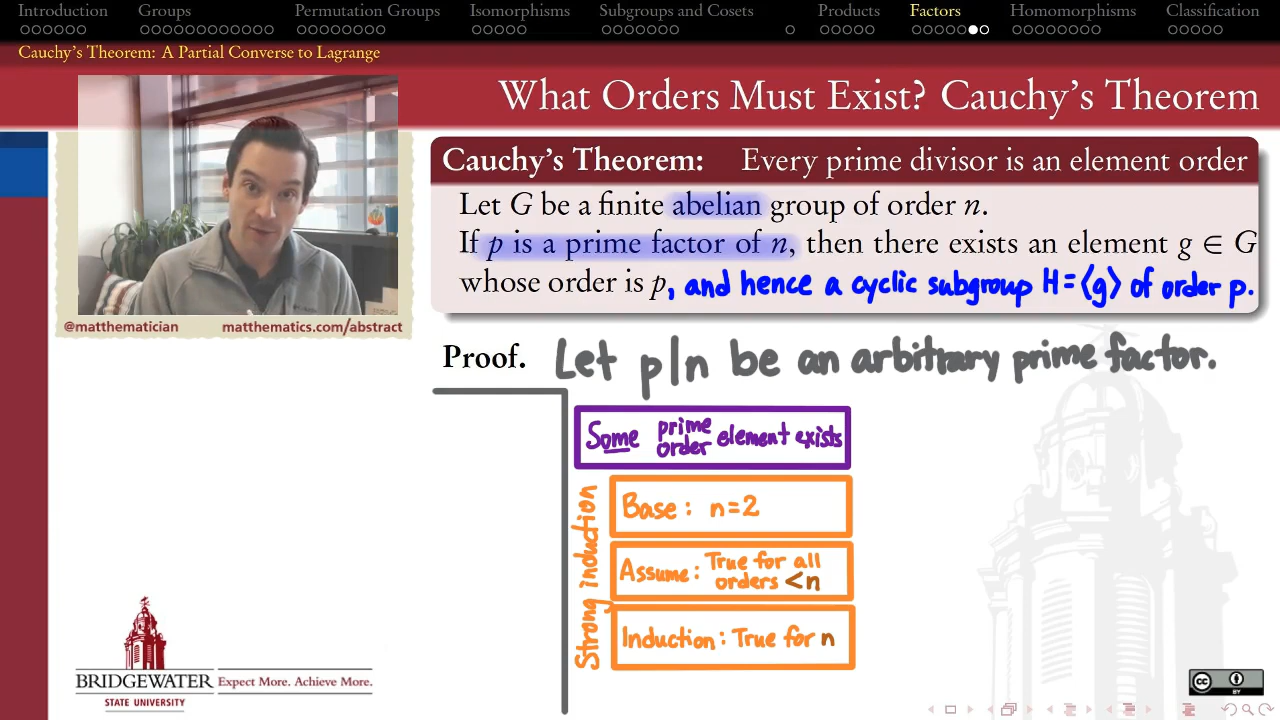 Introduction Groups Permutation Groups Isomorphisms Subgroups and Cosets Products Factors Homomorphisms Classification
Cauchy's Theorem: A Partial Converse to Lagrange
What Orders Must Exist? Cauchy's Theorem
Cauchy's Theorem: Every prime divisor is an element order
Let G be a finite abelian group of order n.
If p is a prime factor of n, then there exists an element g ∈ G
whose order is p, and hence a cyclic subgroup H=⟨g⟩ of order p.
@matthematician matthematics.com/abstract
Proof. Let p|n be an arbitrary prime factor.
Some prime order element exists
Strong induction
Base: n=2
Assume: True for all orders <n
Induction: True for n
BRIDGEWATER
STATE UNIVERSITY
Expect More. Achieve More.
cc